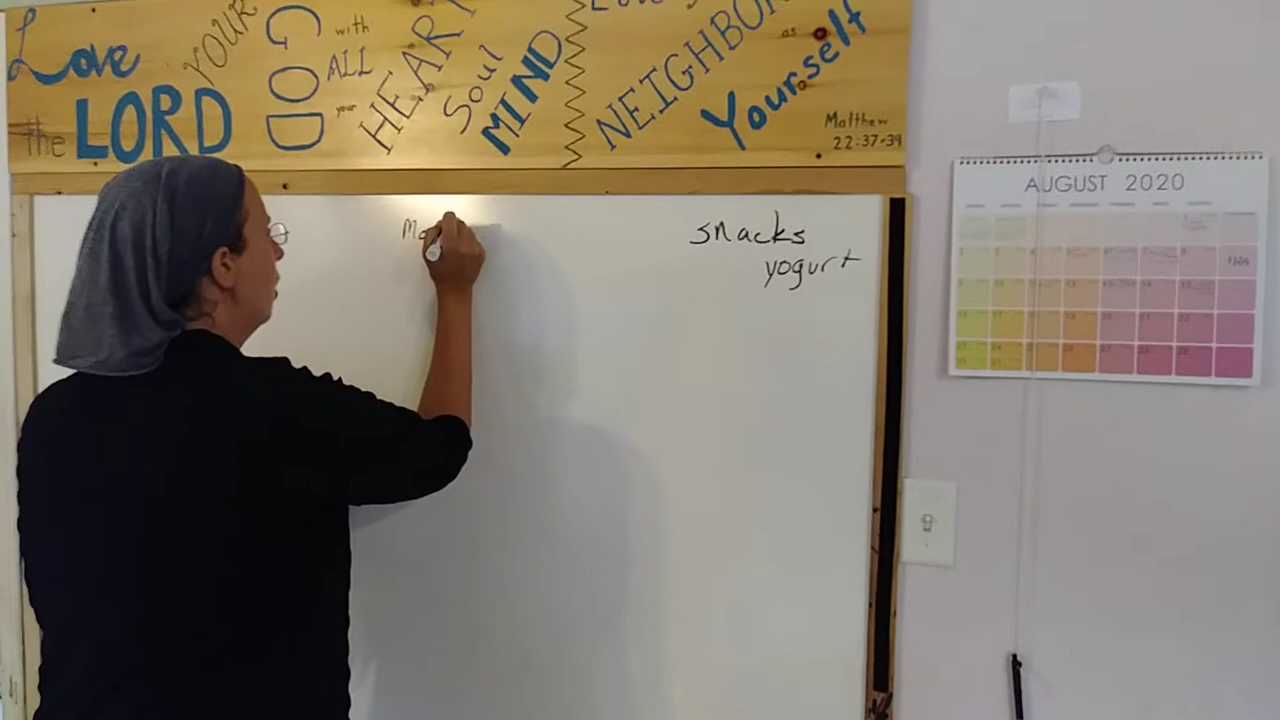 Love
the LORD
YOUR
GOD
with
ALL
your
HEART
Soul
MIND
NEIGHBOR
as
Yourself
Matthew
22:37-39
snacks
yogurt
AUGUST 2020